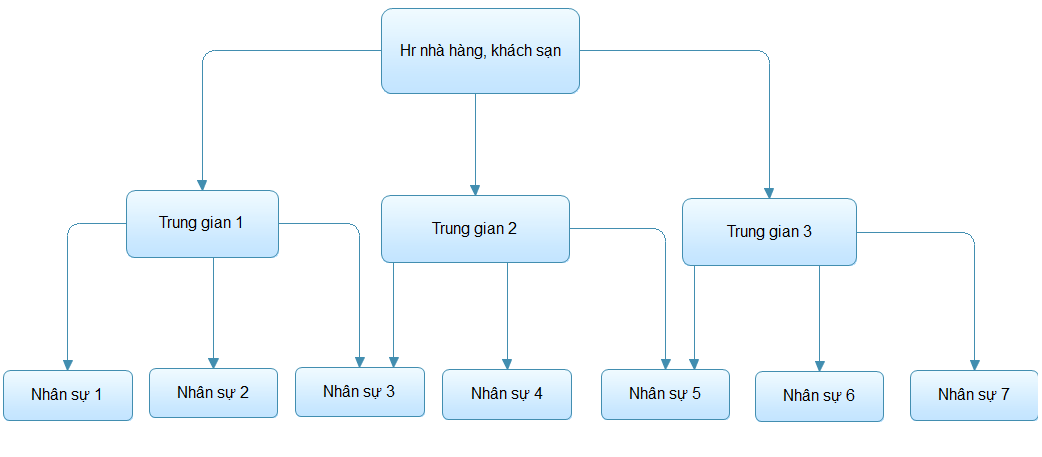 Hr nhà hàng, khách sạn
Trung gian 1
Trung gian 2
Trung gian 3
Nhân sự 1
Nhân sự 2
Nhân sự 3
Nhân sự 4
Nhân sự 5
Nhân sự 6
Nhân sự 7